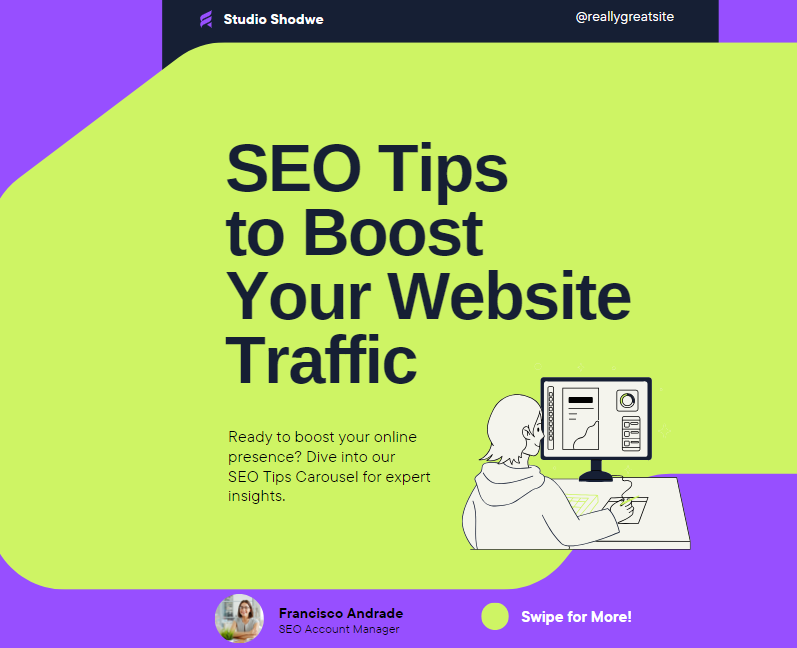 Studio Shodwe
@reallygreatsite
SEO Tips
to Boost
Your Website
Traffic
Ready to boost your online
presence? Dive into our
SEO Tips Carousel for expert
insights.
Francisco Andrade
SEO Account Manager
Swipe for More!